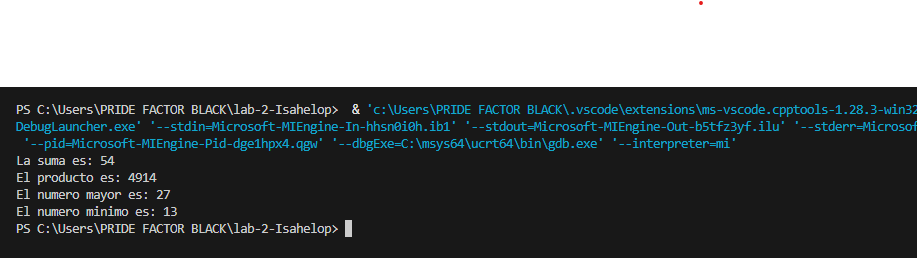 PS C:\Users\PRIDE FACTOR BLACK\lab-2-Isahelop>  & 'c:\Users\PRIDE FACTOR BLACK\.vscode\extensions\ms-vscode.cpptools-1.28.3-win32
DebugLauncher.exe' '--stdin=Microsoft-MIEngine-In-hhsn0i0h.ib1' '--stdout=Microsoft-MIEngine-Out-b5tfz3yf.ilu' '--stderr=Microsof
'--pid=Microsoft-MIEngine-Pid-dge1hpx4.qgw' '--dbgExe=C:\msys64\ucrt64\bin\gdb.exe' '--interpreter=mi'
La suma es: 54
El producto es: 4914
El numero mayor es: 27
El numero minimo es: 13
PS C:\Users\PRIDE FACTOR BLACK\lab-2-Isahelop>